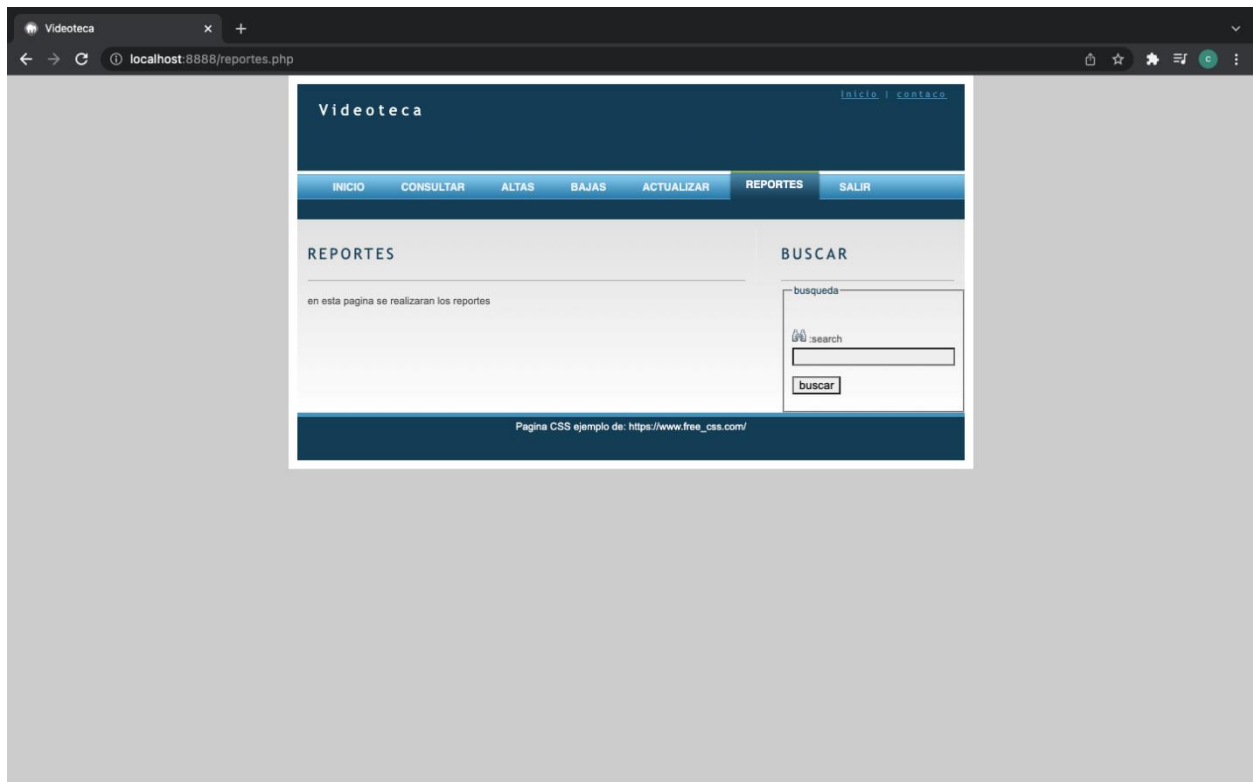 Videoteca
localhost:8888/reportes.php
c
Inicio | contaco
Videoteca
INICIO CONSULTAR ALTAS BAJAS ACTUALIZAR REPORTES SALIR
REPORTES
en esta pagina se realizaran los reportes
BUSCAR
busqueda
:search
buscar
Pagina CSS ejemplo de: https://www.free_css.com/